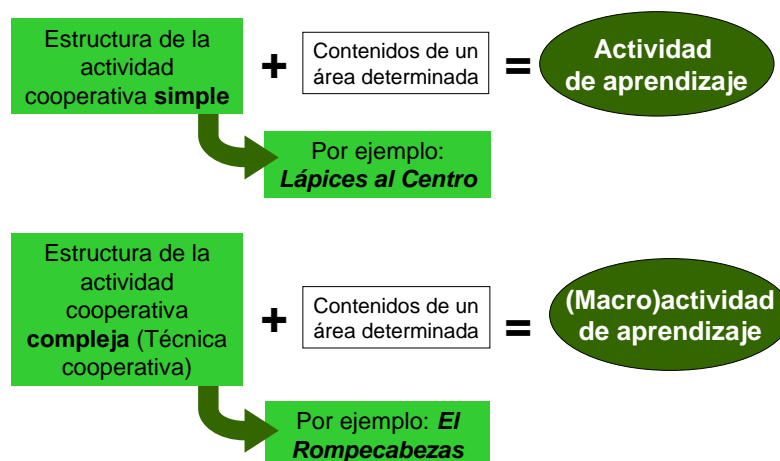 Estructura de la
actividad
cooperativa simple
+
Contenidos de un
área determinada
=
Actividad
de aprendizaje
Por ejemplo:
Lápices al Centro
Estructura de la
actividad
cooperativa
compleja (Técnica
cooperativa)
+
Contenidos de un
área determinada
=
(Macro)actividad
de aprendizaje
Por ejemplo: El
Rompecabezas